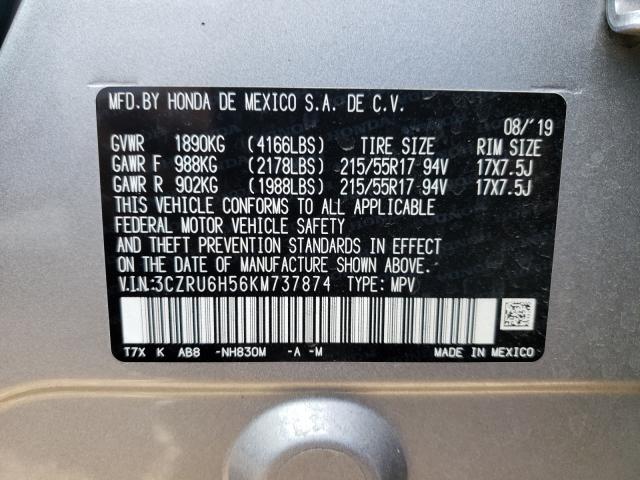 MFD.BY HONDA DE MEXICO S.A. DE C.V.
08/'19
GVWR 1890KG (4166LBS) TIRE SIZE RIM SIZE
GAWR F 988KG (2178LBS) 215/55R17 94V 17X7.5J
GAWR R 902KG (1988LBS) 215/55R17 94V 17X7.5J
THIS VEHICLE CONFORMS TO ALL APPLICABLE
FEDERAL MOTOR VEHICLE SAFETY
AND THEFT PREVENTION STANDARDS IN EFFECT
ON THE DATE OF MANUFACTURE SHOWN ABOVE.
V.I.N.:3CZRU6H56KM737874 TYPE: MPV
T7X K AB8 -NH830M -A -M
MADE IN MEXICO